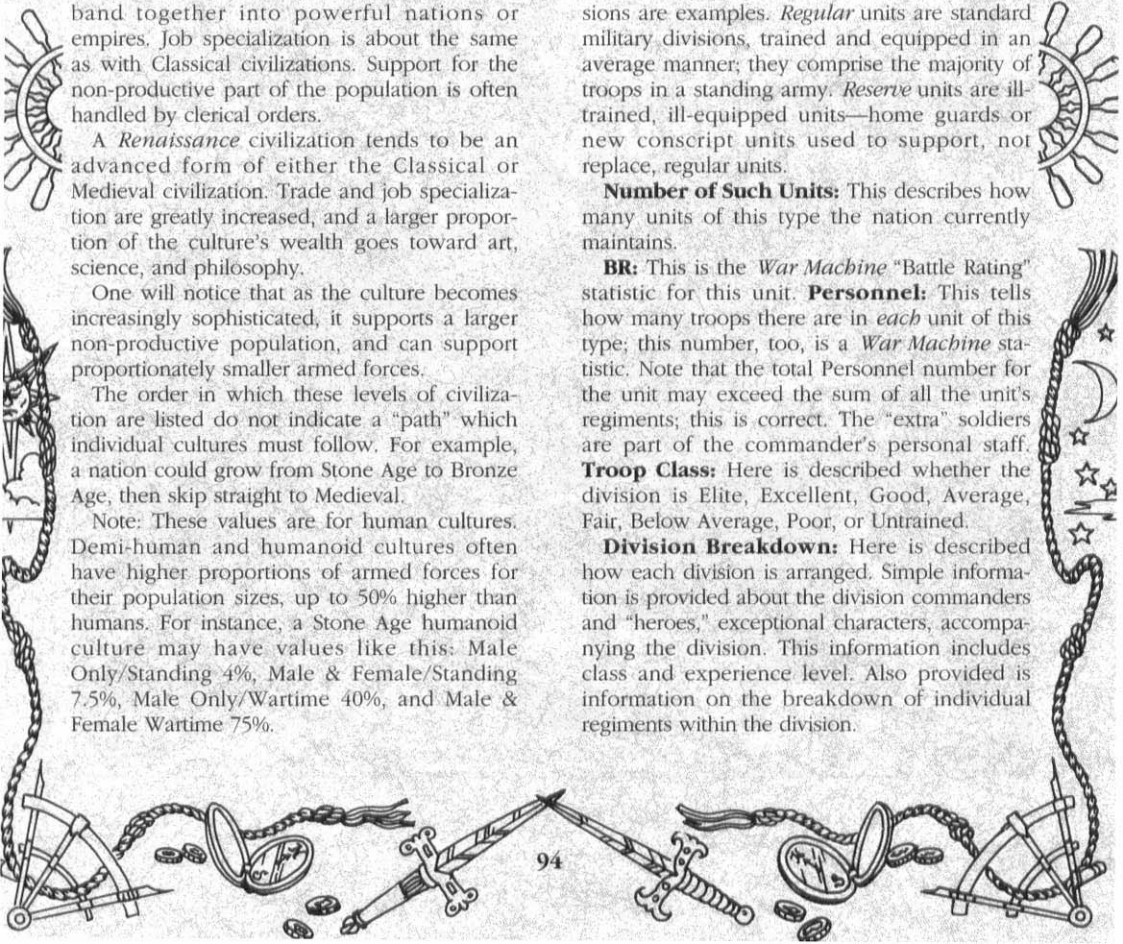 band together into powerful nations or
empires. Job specialization is about the same
as with Classical civilizations. Support for the
non-productive part of the population is often
handled by clerical orders.
A Renaissance civilization tends to be an
advanced form of either the Classical or
Medieval civilization. Trade and job specializa-
tion are greatly increased, and a larger propor-
tion of the culture's wealth goes toward art,
science, and philosophy.
One will notice that as the culture becomes
increasingly sophisticated, it supports a larger
non-productive population, and can support
proportionately smaller armed forces.
The order in which these levels of civiliza-
tion are listed do not indicate a "path" which
individual cultures must follow. For example,
a nation could grow from Stone Age to Bronze
Age, then skip straight to Medieval.
Note: These values are for human cultures.
Demi-human and humanoid cultures often
have higher proportions of armed forces for
their population sizes, up to 50% higher than
humans. For instance, a Stone Age humanoid
culture may have values like this: Male
Only/Standing 4%, Male & Female/Standing
7.5%, Male Only/Wartime 40%, and Male &
Female Wartime 75%.
sions are examples. Regular units are standard
military divisions, trained and equipped in an
average manner; they comprise the majority of
troops in a standing army. Reserve units are ill-
trained, ill-equipped units—home guards or
new conscript units used to support, not
replace, regular units.
Number of Such Units: This describes how
many units of this type the nation currently
maintains.
BR: This is the War Machine "Battle Rating"
statistic for this unit. Personnel: This tells
how many troops there are in each unit of this
type; this number, too, is a War Machine sta-
tistic. Note that the total Personnel number for
the unit may exceed the sum of all the unit's
regiments; this is correct. The "extra" soldiers
are part of the commander's personal staff.
Troop Class: Here is described whether the
division is Elite, Excellent, Good, Average,
Fair, Below Average, Poor, or Untrained.
Division Breakdown: Here is described
how each division is arranged. Simple informa-
tion is provided about the division commanders
and "heroes," exceptional characters, accompa-
nying the division. This information includes
class and experience level. Also provided is
information on the breakdown of individual
regiments within the division.
94